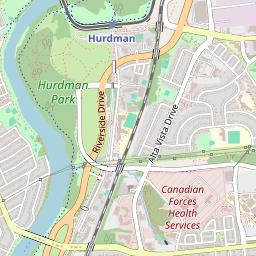 Hurdman
Hurdman
Park
Riverside Drive
Alta Vista Drive
Canadian
Forces
Health
Services